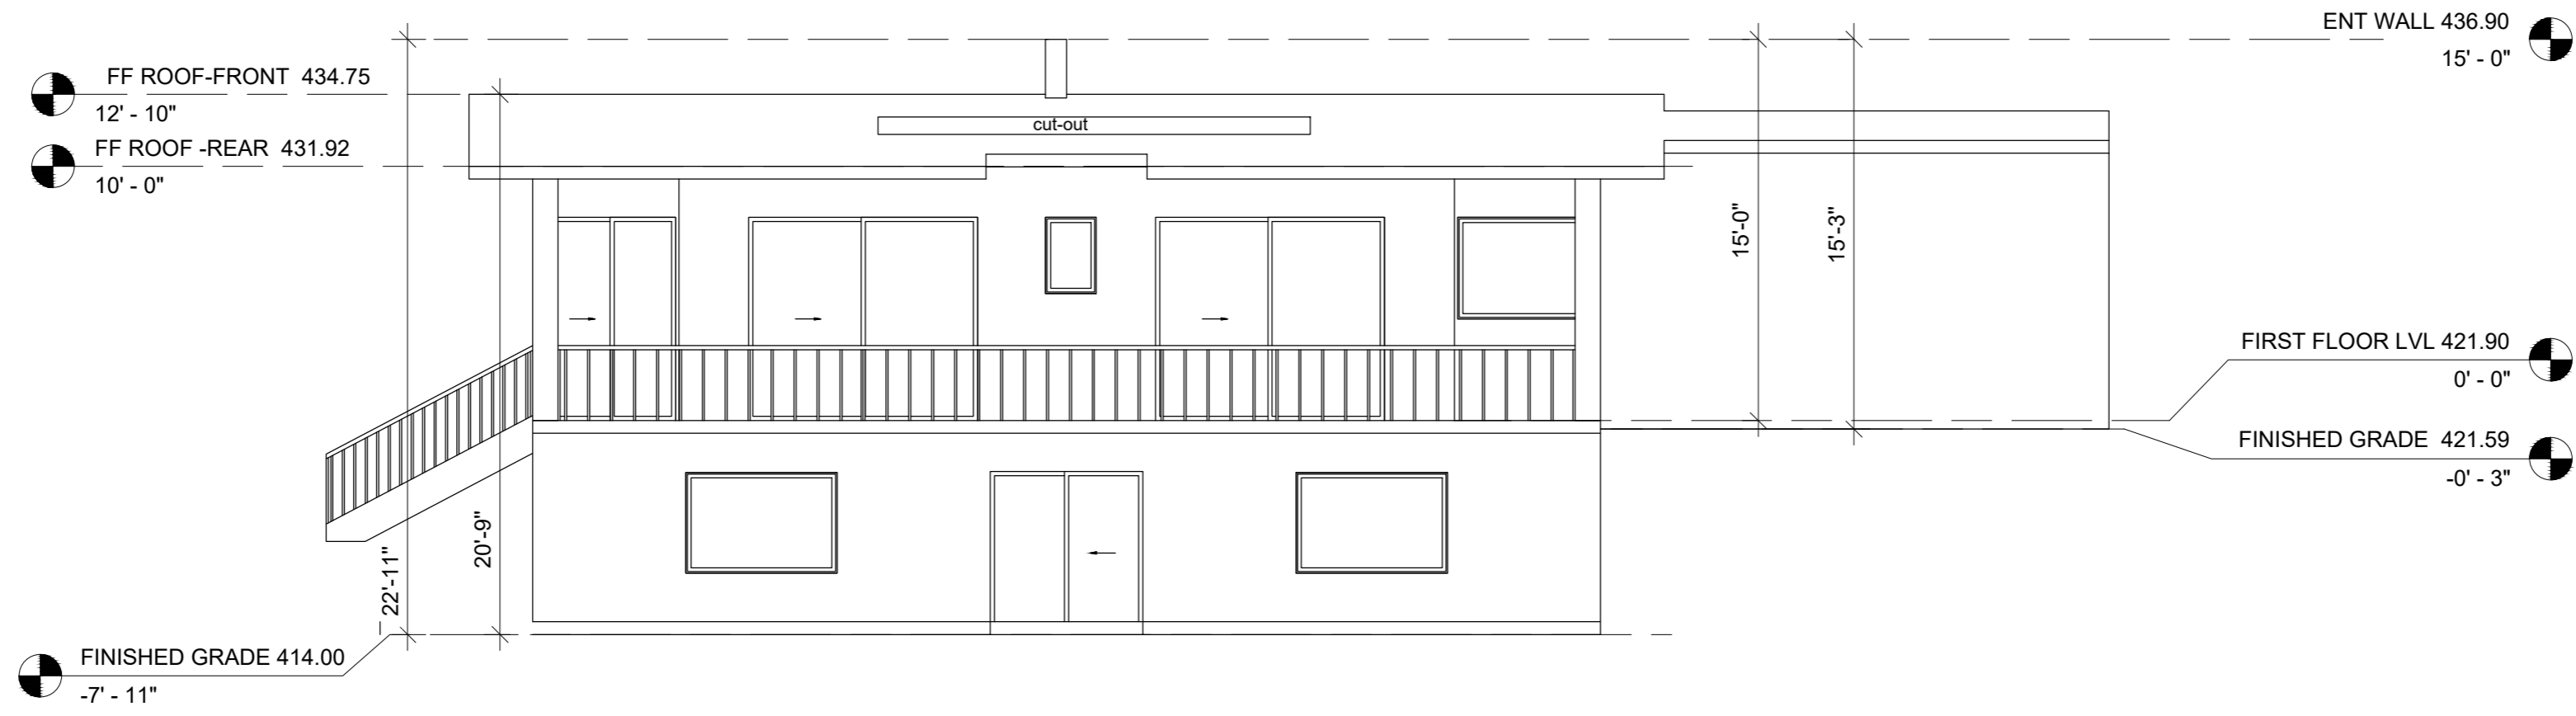 ENT WALL 436.90
15' - 0"
FF ROOF-FRONT 434.75
12' - 10"
FF ROOF -REAR 431.92
10' - 0"
cut-out
15'-0"
15'-3"
FIRST FLOOR LVL 421.90
0' - 0"
FINISHED GRADE 421.59
-0' - 3"
22'-11"
20'-9"
FINISHED GRADE 414.00
-7' - 11"